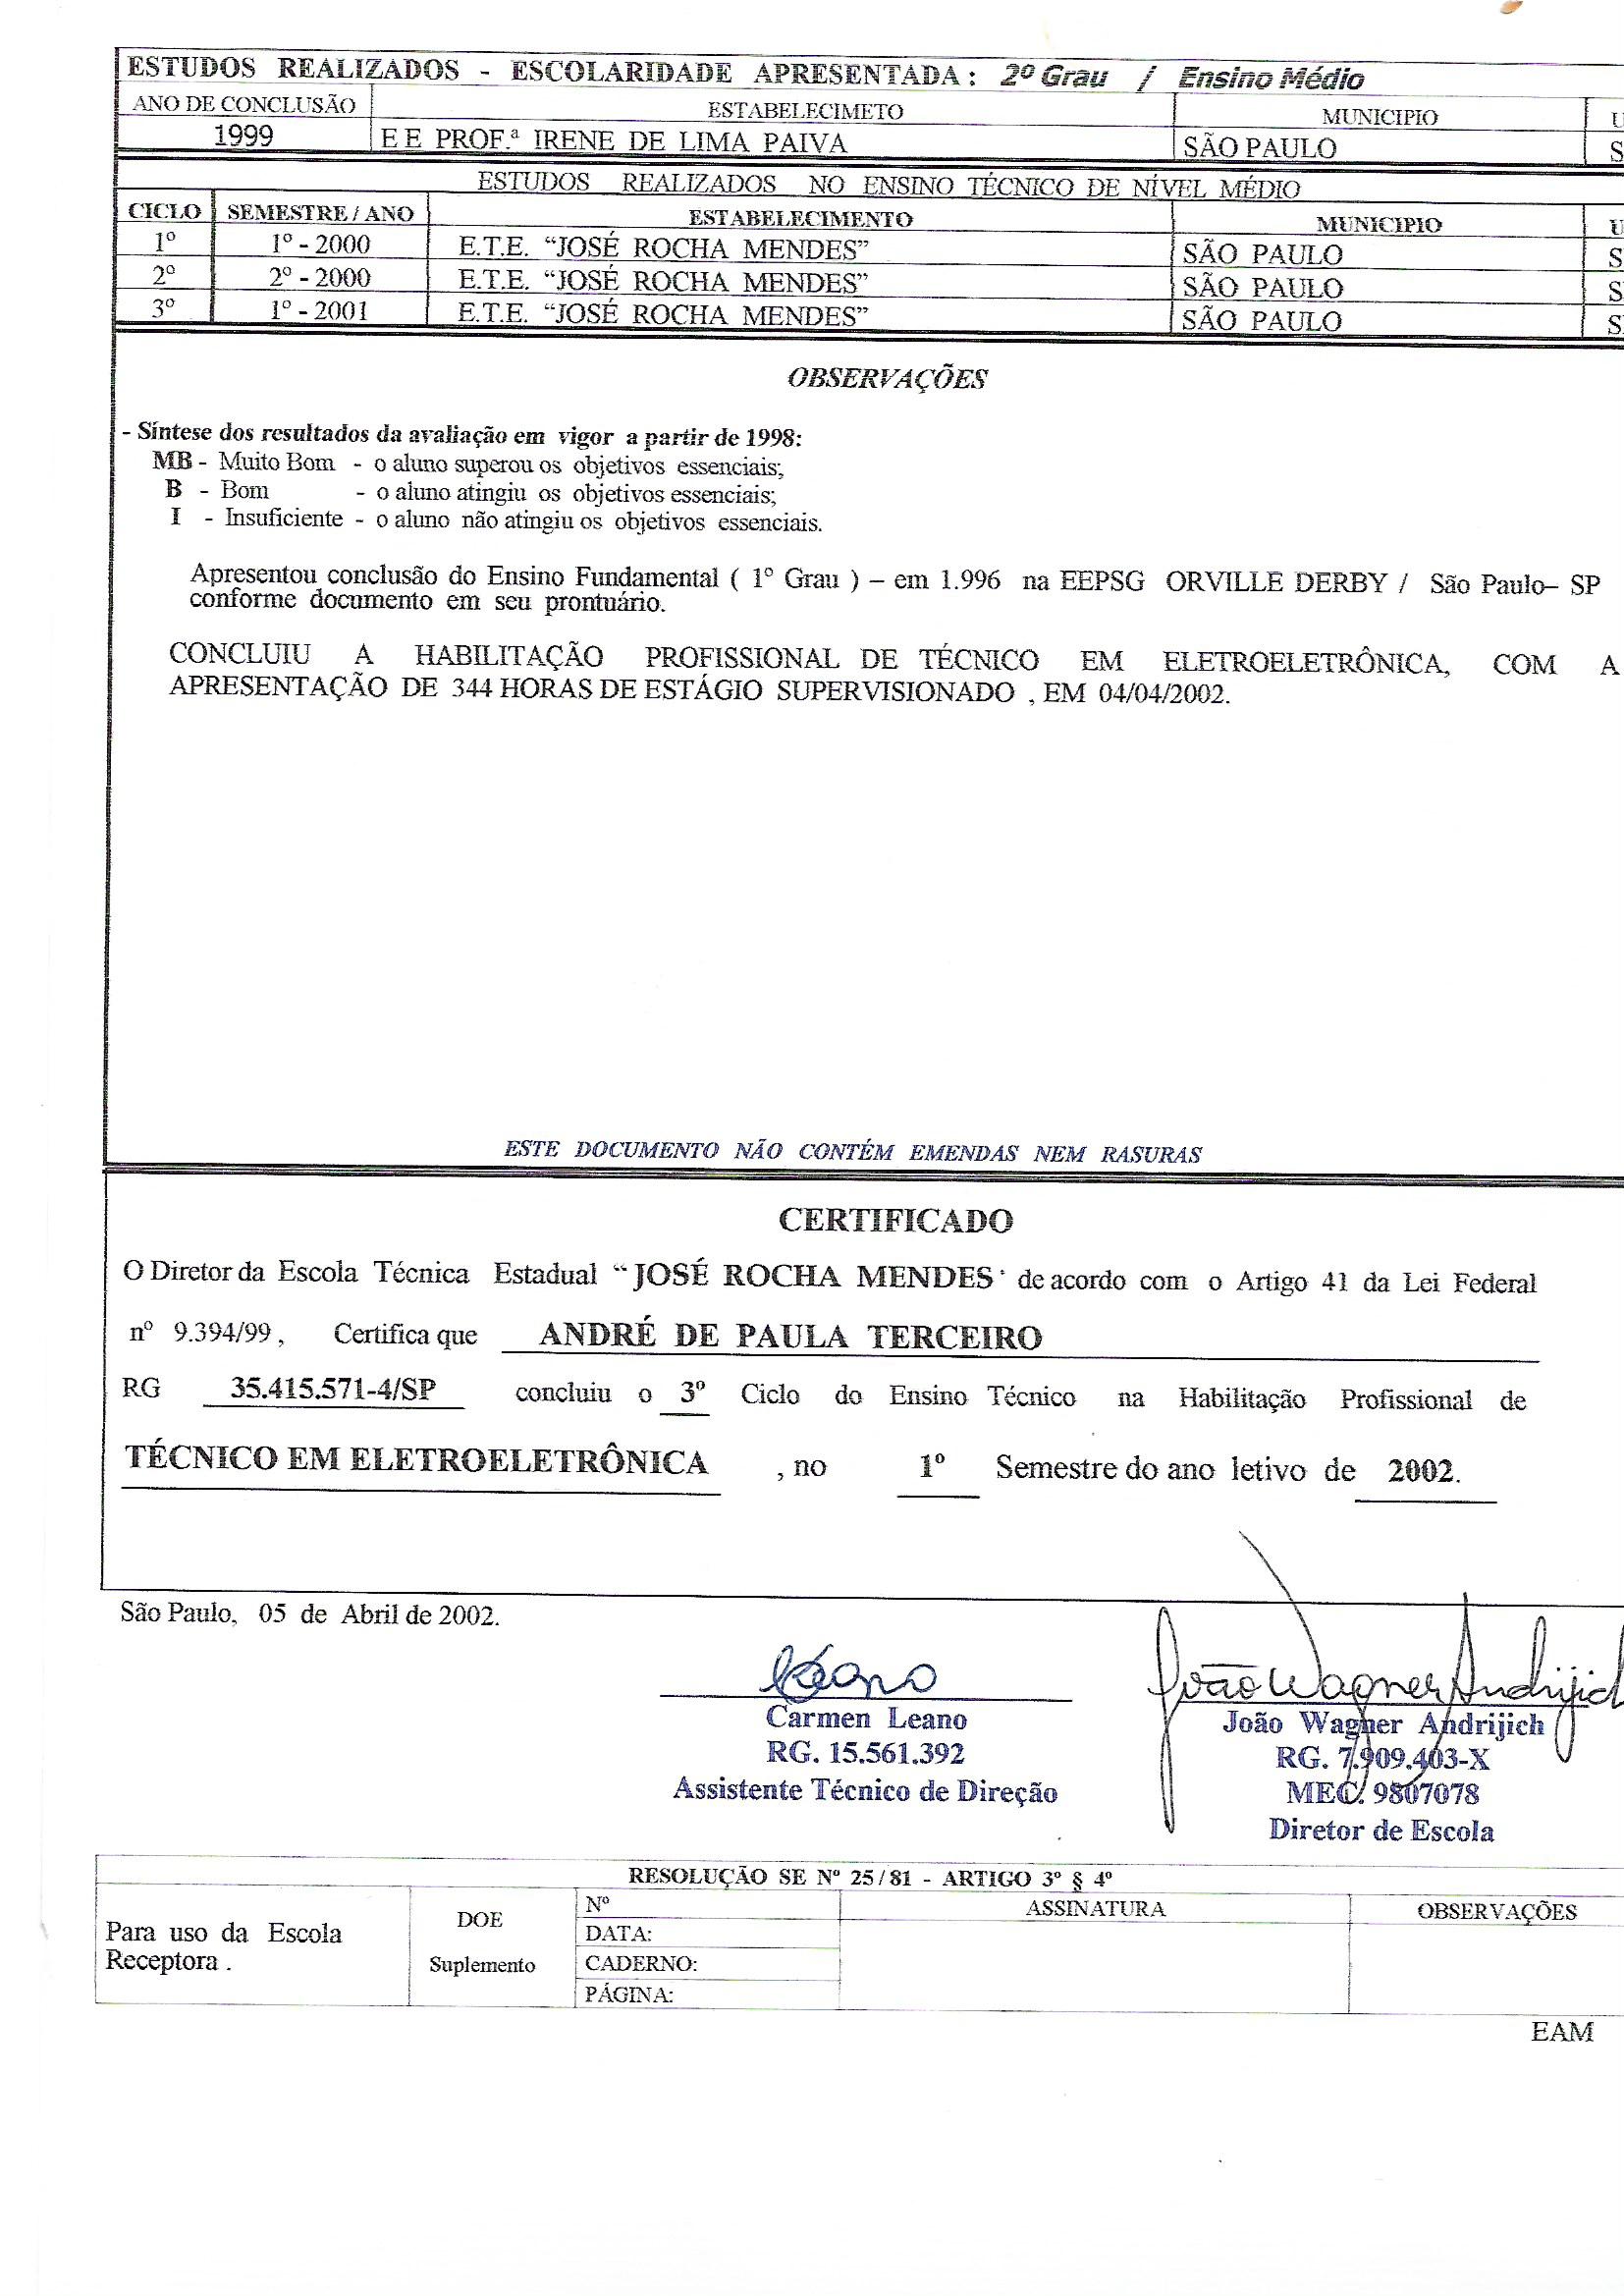 ESTUDOS REALIZADOS - ESCOLARIDADE APRESENTADA : 2º Grau / Ensino Médio
ANO DE CONCLUSÃO ESTABELECIMETO MUNICIPIO U
1999 E E PROF.ª IRENE DE LIMA PAIVA SÃO PAULO S
ESTUDOS REALIZADOS NO ENSINO TÉCNICO DE NÍVEL MÉDIO
CICLO SEMESTRE / ANO ESTABELECIMENTO MUNICIPIO U
1º 1º - 2000 E.T.E. “JOSÉ ROCHA MENDES” SÃO PAULO S
2º 2º - 2000 E.T.E. “JOSÉ ROCHA MENDES” SÃO PAULO S
3º 1º - 2001 E.T.E. “JOSÉ ROCHA MENDES” SÃO PAULO S
OBSERVAÇÕES
- Síntese dos resultados da avaliação em vigor a partir de 1998:
MB - Muito Bom - o aluno superou os objetivos essenciais;
B - Bom - o aluno atingiu os objetivos essenciais;
I - Insuficiente - o aluno não atingiu os objetivos essenciais.
Apresentou conclusão do Ensino Fundamental ( 1º Grau ) – em 1.996 na EEPSG ORVILLE DERBY / São Paulo– SP
conforme documento em seu prontuário.
CONCLUIU A HABILITAÇÃO PROFISSIONAL DE TÉCNICO EM ELETROELETRÔNICA, COM A
APRESENTAÇÃO DE 344 HORAS DE ESTÁGIO SUPERVISIONADO , EM 04/04/2002.
ESTE DOCUMENTO NÃO CONTÉM EMENDAS NEM RASURAS
CERTIFICADO
O Diretor da Escola Técnica Estadual “JOSÉ ROCHA MENDES” de acordo com o Artigo 41 da Lei Federal
nº 9.394/99 , Certifica que ANDRÉ DE PAULA TERCEIRO
RG 35.415.571-4/SP concluiu o 3º Ciclo do Ensino Técnico na Habilitação Profissional de
TÉCNICO EM ELETROELETRÔNICA , no 1º Semestre do ano letivo de 2002.
São Paulo, 05 de Abril de 2002.
Leano João Wagner Andrijich
Carmen Leano João Wagner Andrijich
RG. 15.561.392 RG. 7.909.403-X
Assistente Técnico de Direção MEC. 9807078
Diretor de Escola
RESOLUÇÃO SE Nº 25/81 - ARTIGO 3º § 4º
Para uso da Escola Receptora . DOE Suplemento Nº ASSINATURA OBSERVAÇÕES
DATA:
CADERNO:
PÁGINA:
EAM